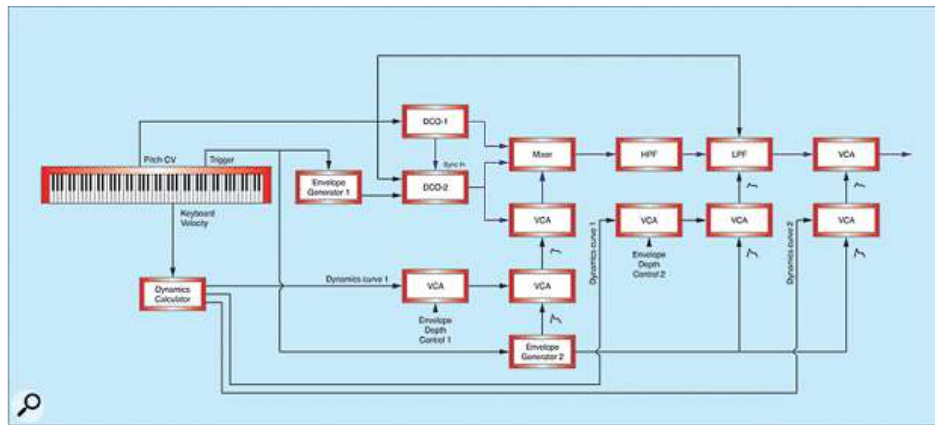 DCO-1
Pitch CV
Trigger
Sync In
Mixer
HPF
LPF
VCA
Envelope
Generator 1
DCO-2
Keyboard
Velocity
VCA
VCA
VCA
VCA
Dynamics curve 1
Dynamics curve 2
Envelope
Depth
Control 2
Dynamics
Calculator
Dynamics curve 1
VCA
VCA
Envelope
Depth
Control 1
Envelope
Generator 2